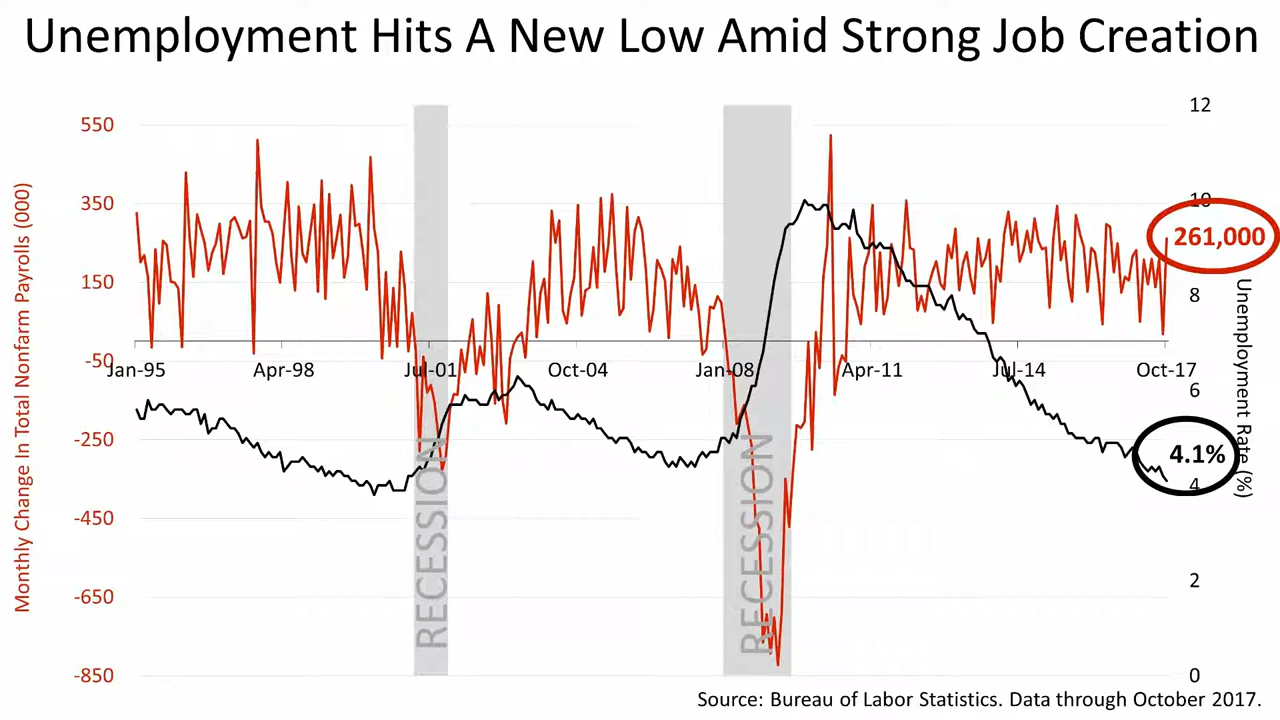 Unemployment Hits A New Low Amid Strong Job Creation
Monthly Change In Total Nonfarm Payrolls (000)
550
350
150
-50
-250
-450
-650
-850
12
10
8
6
4
2
0
Unemployment Rate (%)
261,000
4.1%
Jan-95
Apr-98
Jul-01
Oct-04
Jan-08
Apr-11
Jul-14
Oct-17
RECESSION
RECESSION
Source: Bureau of Labor Statistics. Data through October 2017.